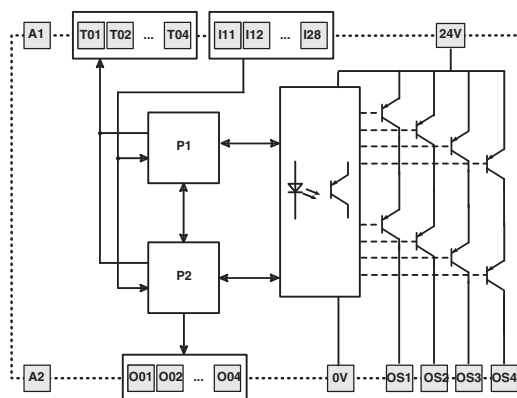 A1 T01 T02 ... T04 I11 I12 ... I28 24V
P1
P2
A2 O01 O02 ... O04 0V OS1 OS2 OS3 OS4